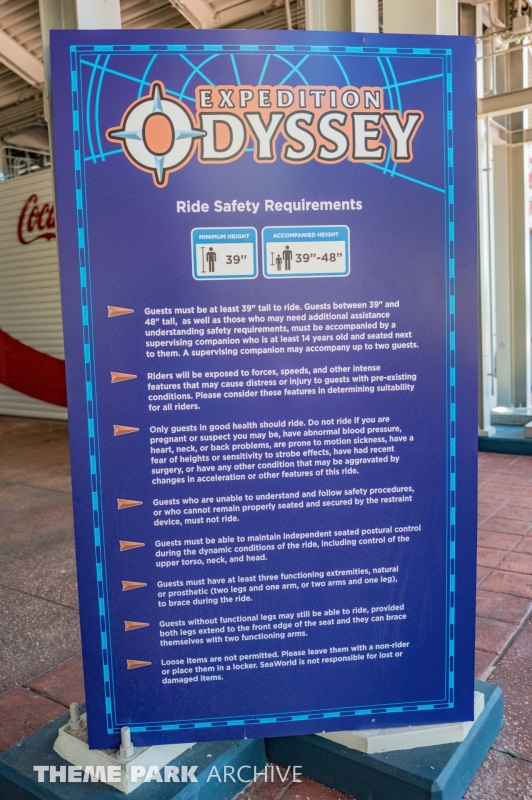 EXPEDITION
ODYSSEY
Ride Safety Requirements
MINIMUM HEIGHT
39"
ACCOMPANIED HEIGHT
39"-48"
Coca
Guests must be at least 39" tall to ride. Guests between 39" and
48" tall, as well as those who may need additional assistance
understanding safety requirements, must be accompanied by a
supervising companion who is at least 14 years old and seated next
to them. A supervising companion may accompany up to two guests.
Riders will be exposed to forces, speeds, and other intense
features that may cause distress or injury to guests with pre-existing
conditions. Please consider these features in determining suitability
for all riders.
Only guests in good health should ride. Do not ride if you are
pregnant or suspect you may be, have abnormal blood pressure,
heart, neck, or back problems, are prone to motion sickness, have a
fear of heights or sensitivity to strobe effects, have had recent
surgery, or have any other condition that may be aggravated by
changes in acceleration or other features of this ride.
Guests who are unable to understand and follow safety procedures,
or who cannot remain properly seated and secured by the restraint
device, must not ride.
Guests must be able to maintain independent seated postural control
during the dynamic conditions of the ride, including control of the
upper torso, neck, and head.
Guests must have at least three functioning extremities, natural
or prosthetic (two legs and one arm, or two arms and one leg),
to brace during the ride.
Guests without functional legs may still be able to ride, provided
both legs extend to the front edge of the seat and they can brace
themselves with two functioning arms.
Loose items are not permitted. Please leave them with a non-rider
or place them in a locker. SeaWorld is not responsible for lost or
damaged items.
THEME PARK ARCHIVE